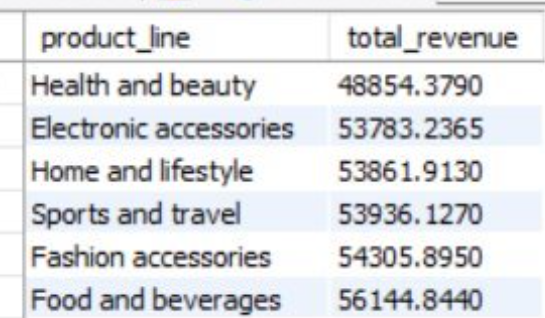 product_line total_revenue
Health and beauty 48854.3790
Electronic accessories 53783.2365
Home and lifestyle 53861.9130
Sports and travel 53936.1270
Fashion accessories 54305.8950
Food and beverages 56144.8440